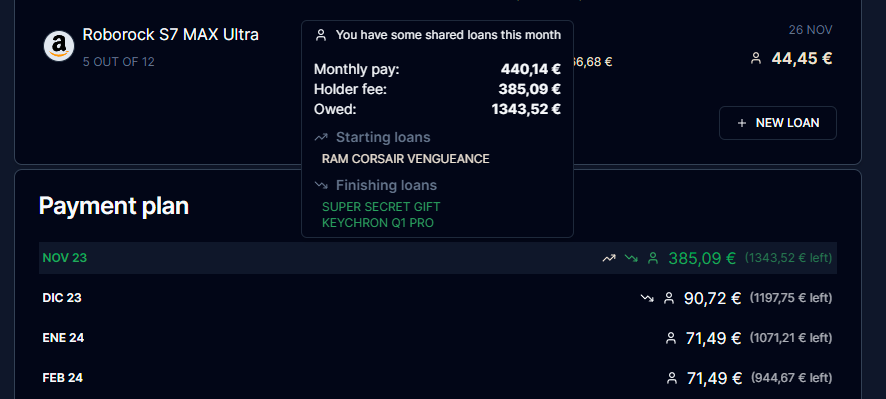 Roborock S7 MAX Ultra
5 OUT OF 12
26 NOV
6,68 €
44,45 €
+ NEW LOAN
You have some shared loans this month
Monthly pay: 440,14 €
Holder fee: 385,09 €
Owed: 1343,52 €
Starting loans
RAM CORSAIR VENGUEANCE
Finishing loans
SUPER SECRET GIFT
KEYCHRON Q1 PRO
Payment plan
NOV 23 385,09 € (1343,52 € left)
DIC 23 90,72 € (1197,75 € left)
ENE 24 71,49 € (1071,21 € left)
FEB 24 71,49 € (944,67 € left)